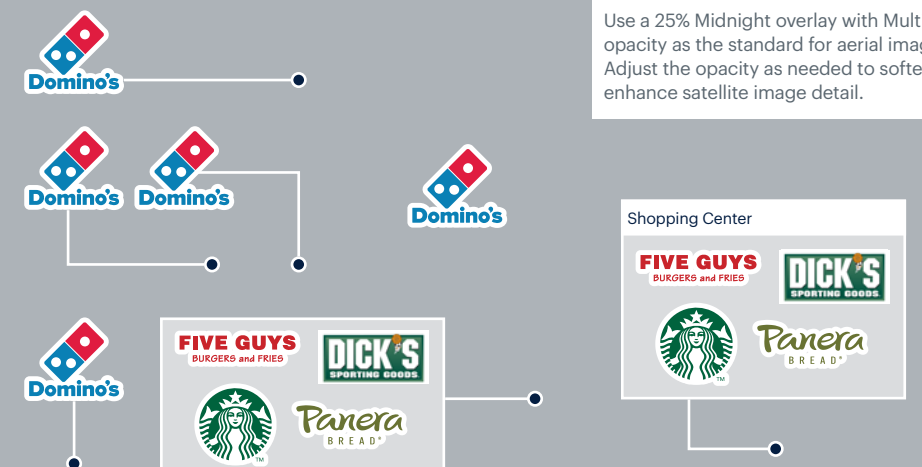 Use a 25% Midnight overlay with Mult
opacity as the standard for aerial imag
Adjust the opacity as needed to softe
enhance satellite image detail.
Domino's
Domino's
Domino's
Domino's
Shopping Center
FIVE GUYS
BURGERS and FRIES
DICK'S
SPORTING GOODS
Panera
BREAD®
TM
Domino's
FIVE GUYS
BURGERS and FRIES
DICK'S
SPORTING GOODS
Panera
BREAD®
TM